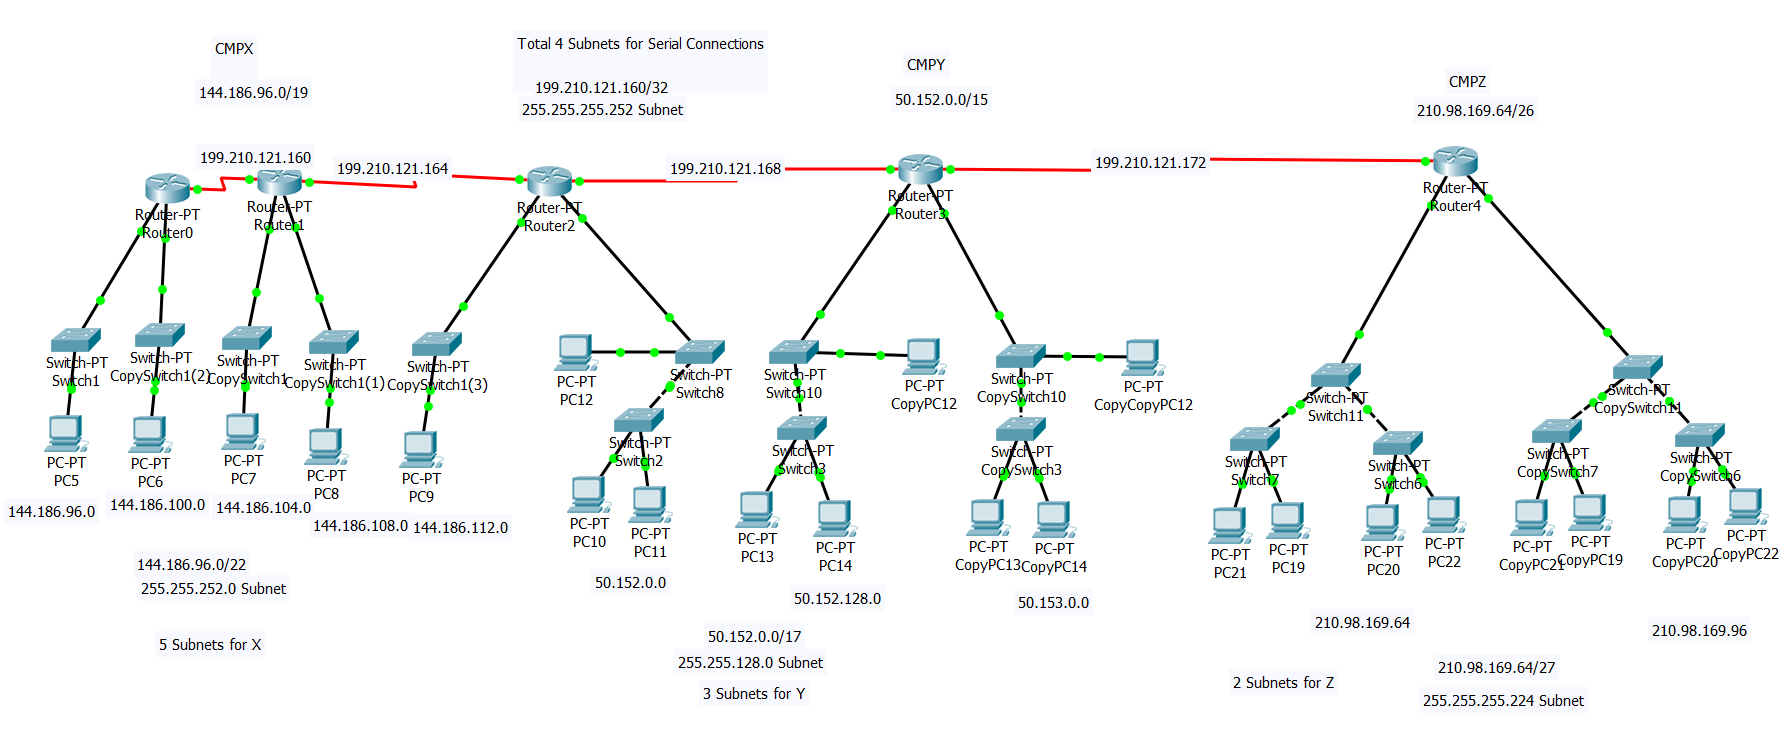 CMPX
144.186.96.0/19
Total 4 Subnets for Serial Connections
199.210.121.160/32
255.255.255.252 Subnet
CMPY
50.152.0.0/15
CMPZ
210.98.169.64/26
199.210.121.160
199.210.121.164
199.210.121.168
199.210.121.172
Router-PT
Router0
Router-PT
Router1
Router-PT
Router2
Router-PT
Router3
Router-PT
Router4
Switch-PT
Switch1
Switch-PT
CopySwitch1(2)
Switch-PT
CopySwitch1
Switch-PT
CopySwitch1(1)
Switch-PT
CopySwitch1(3)
PC-PT
PC12
Switch-PT
Switch8
Switch-PT
Switch10
PC-PT
CopyPC12
Switch-PT
CopySwitch10
PC-PT
CopyCopyPC12
Switch-PT
Switch11
Switch-PT
CopySwitch11
Switch-PT
Switch2
Switch-PT
Switch3
Switch-PT
CopySwitch3
Switch-PT
Switch7
Switch-PT
Switch6
Switch-PT
CopySwitch7
Switch-PT
CopySwitch6
PC-PT
PC5
PC-PT
PC6
PC-PT
PC7
PC-PT
PC8
PC-PT
PC9
PC-PT
PC10
PC-PT
PC11
PC-PT
PC13
PC-PT
PC14
PC-PT
CopyPC13
PC-PT
CopyPC14
PC-PT
PC21
PC-PT
PC19
PC-PT
PC20
PC-PT
PC22
PC-PT
CopyPC21
PC-PT
CopyPC19
PC-PT
CopyPC20
PC-PT
CopyPC22
144.186.96.0
144.186.100.0
144.186.104.0
144.186.108.0
144.186.112.0
144.186.96.0/22
255.255.252.0 Subnet
5 Subnets for X
50.152.0.0
50.152.128.0
50.153.0.0
50.152.0.0/17
255.255.128.0 Subnet
3 Subnets for Y
210.98.169.64
210.98.169.96
210.98.169.64/27
2 Subnets for Z
255.255.255.224 Subnet